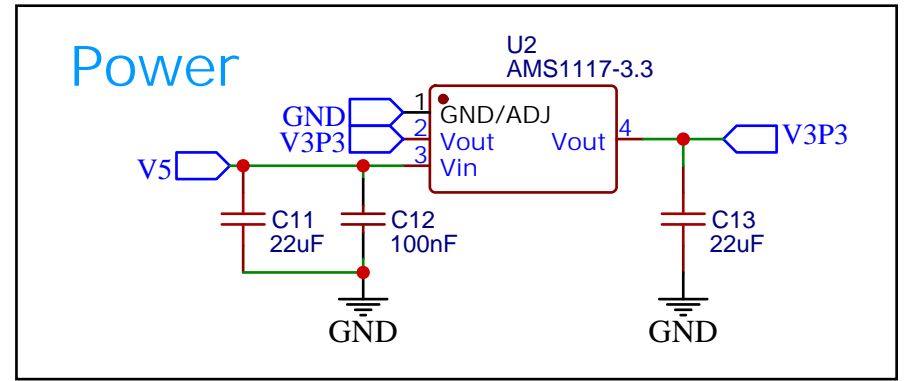 Power
U2
AMS1117-3.3
GND
1
GND/ADJ
V3P3
2
Vout
Vout
4
V3P3
V5
3
Vin
C11
22uF
C12
100nF
C13
22uF
GND
GND